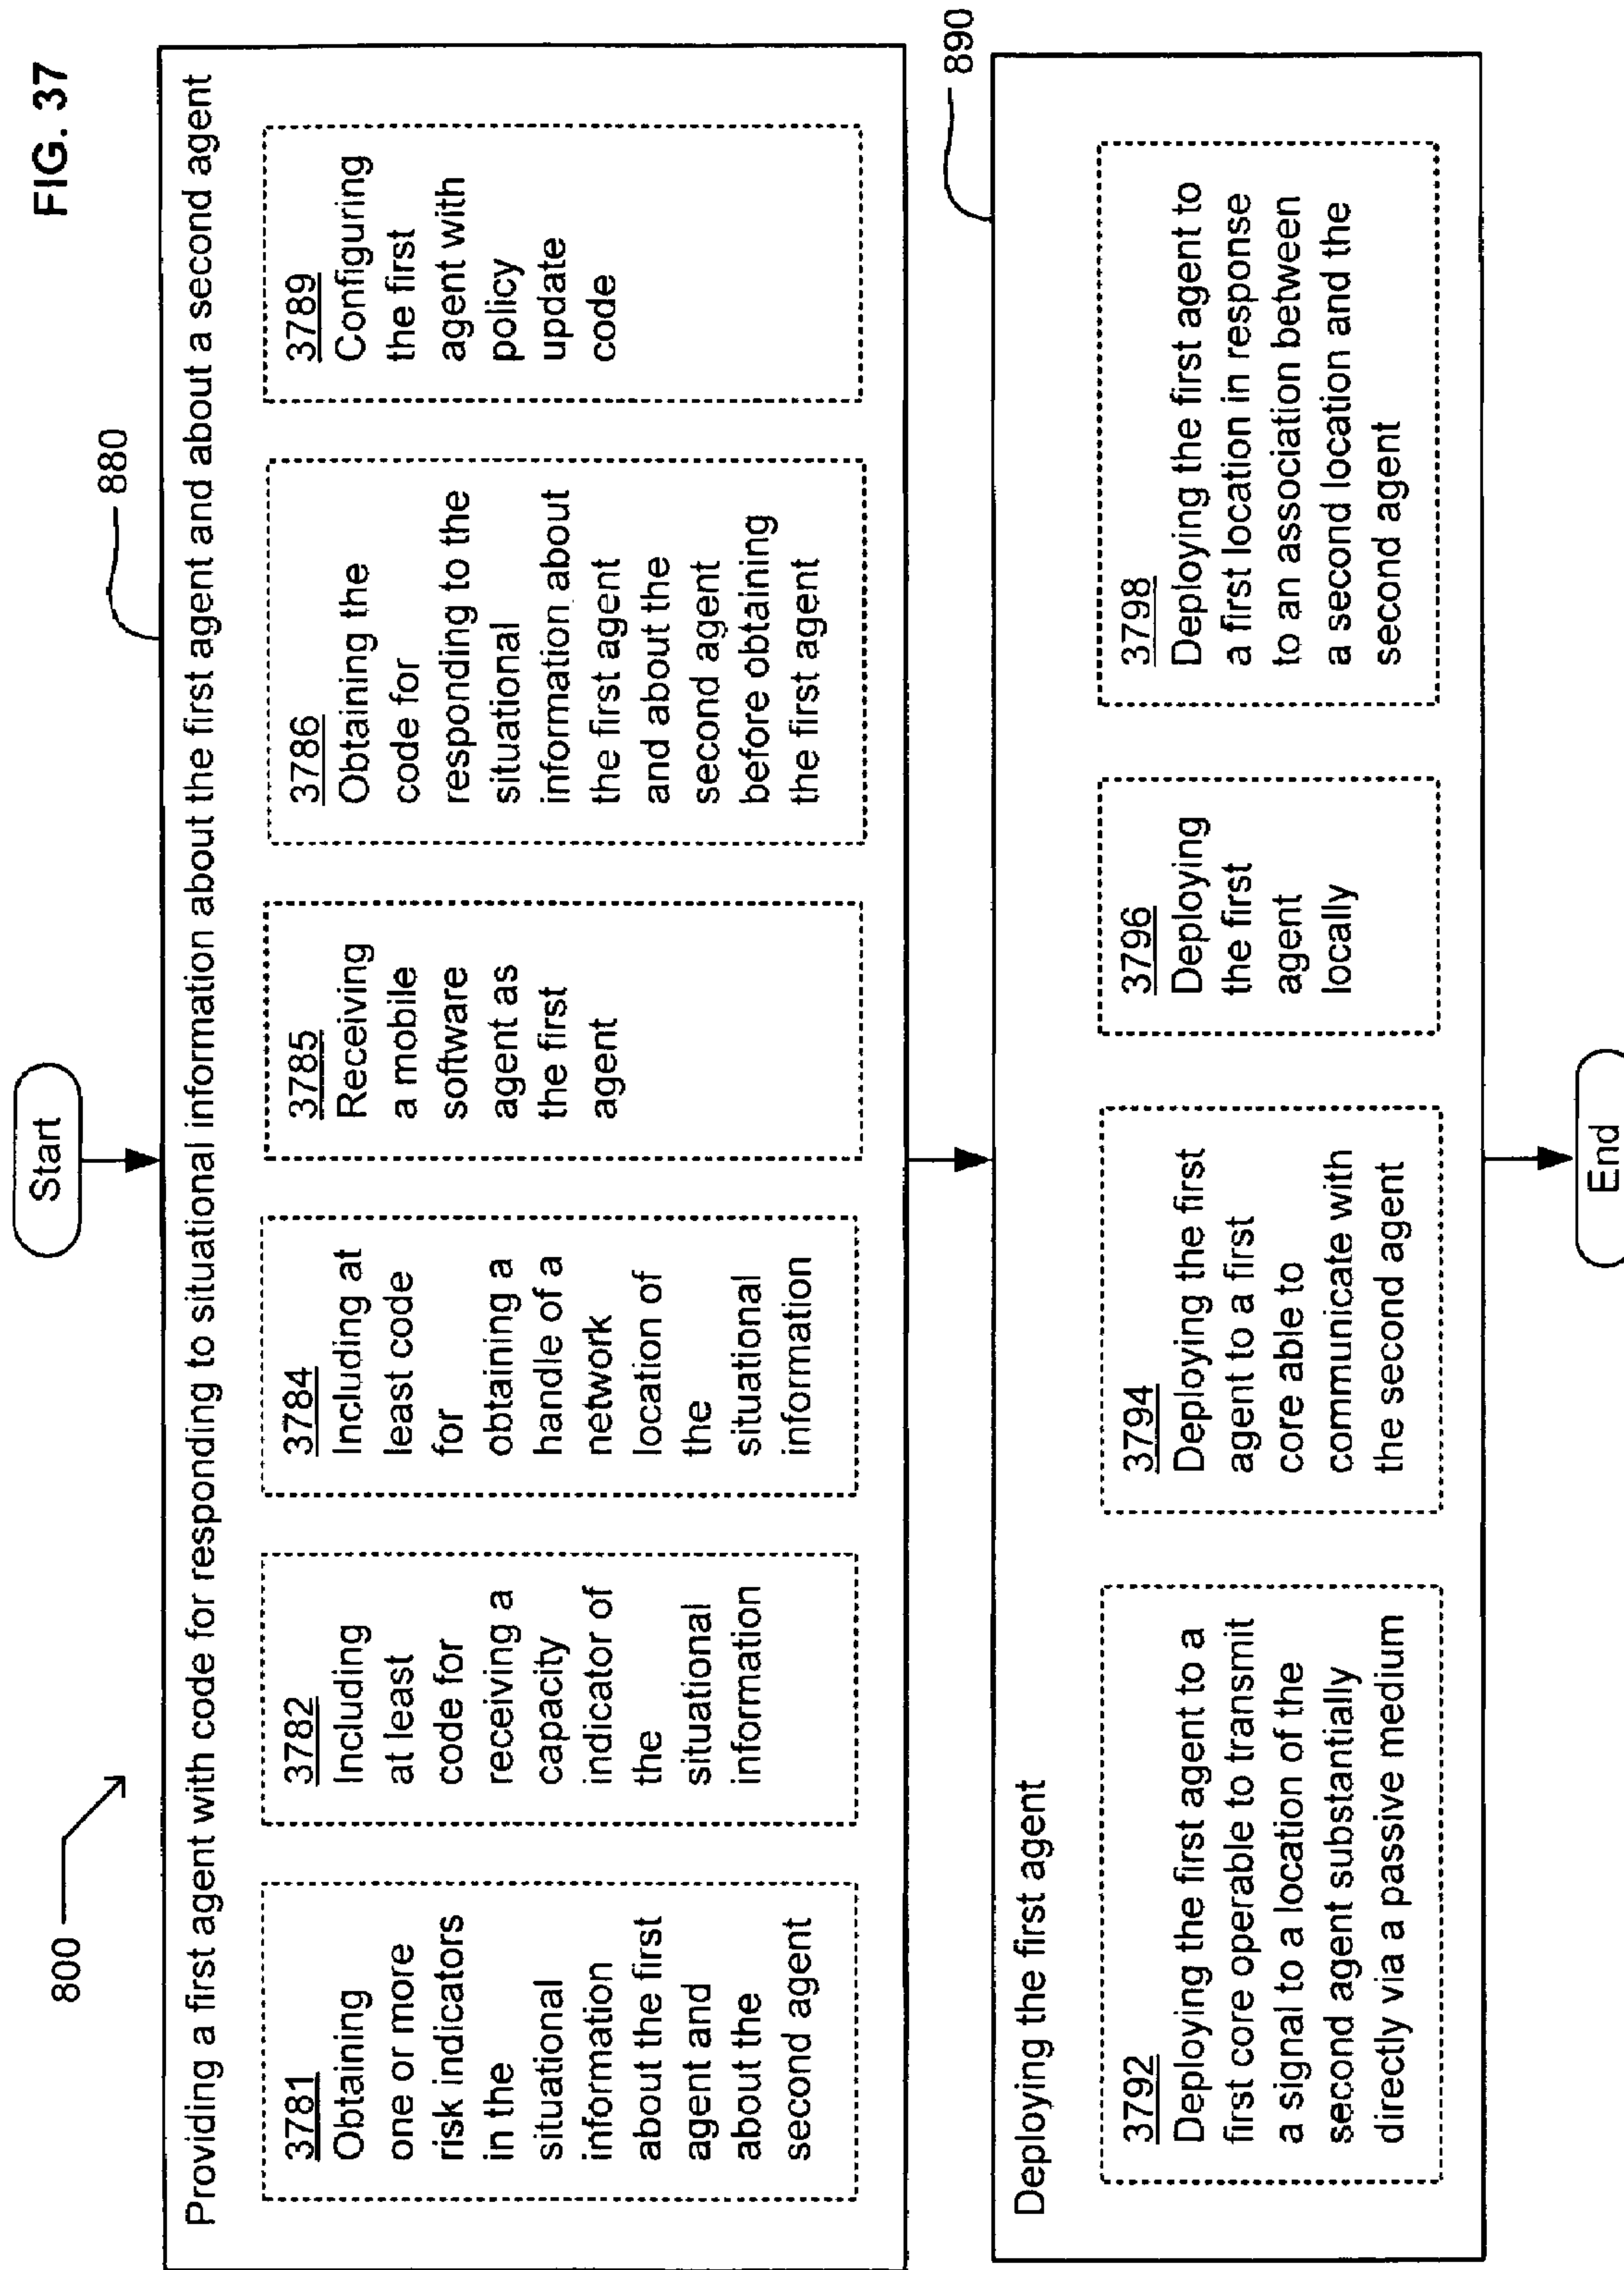 FIG. 37
800
Start
880
Providing a first agent with code for responding to situational information about the first agent and about a second agent
3781
Obtaining
one or more
risk indicators
in the
situational
information
about the first
agent and
about the
second agent
3782
Including
at least
code for
receiving a
capacity
indicator of
the
situational
information
3784
Including at
least code
for
obtaining a
handle of a
network
location of
the
situational
information
3785
Receiving
a mobile
software
agent as
the first
agent
3786
Obtaining the
code for
responding to the
situational
information about
the first agent
and about the
second agent
before obtaining
the first agent
3789
Configuring
the first
agent with
policy
update
code
890
Deploying the first agent
3792
Deploying the first agent to a
first core operable to transmit
a signal to a location of the
second agent substantially
directly via a passive medium
3794
Deploying the first
agent to a first
core able to
communicate with
the second agent
3796
Deploying
the first
agent
locally
3798
Deploying the first agent to
a first location in response
to an association between
a second location and the
second agent
End